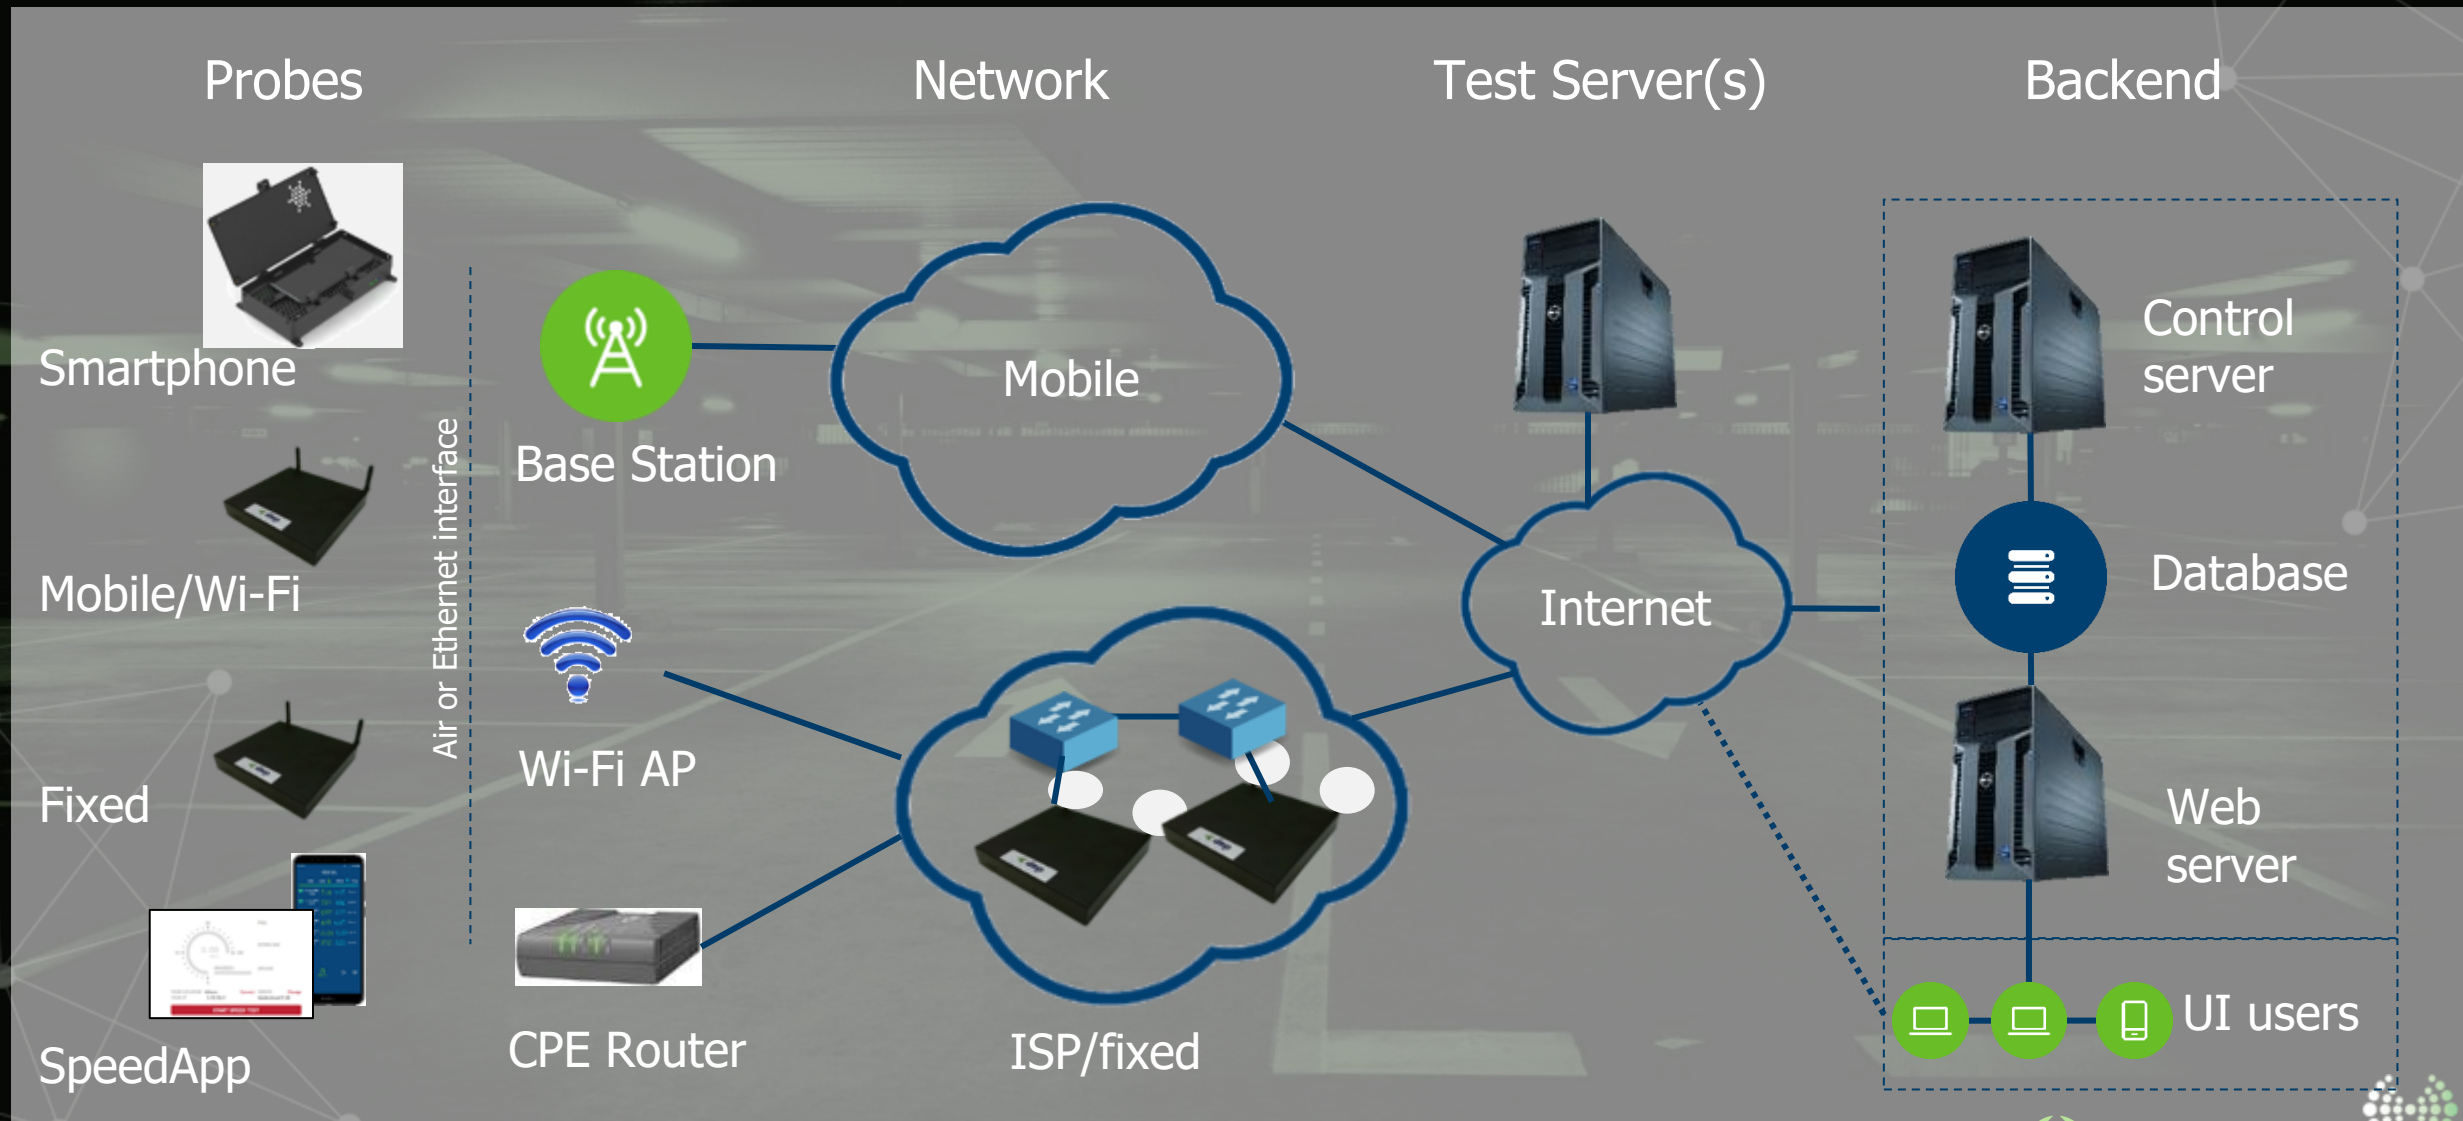 Probes
Network
Test Server(s)
Backend
Smartphone
Mobile/Wi-Fi
Fixed
SpeedApp
Air or Ethernet interface
Base Station
Wi-Fi AP
CPE Router
Mobile
ISP/fixed
Internet
Control
server
Database
Web
server
UI users